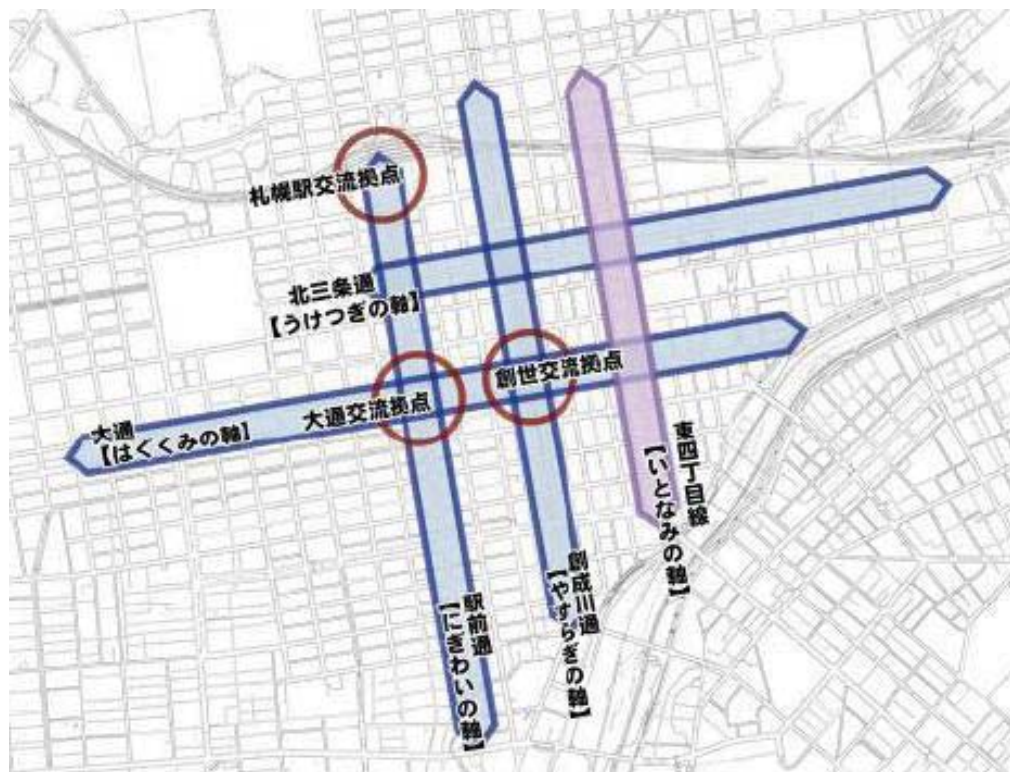 札幌駅交流拠点
北三条通
【うけつぎの軸】
創世交流拠点
大通交流拠点
大通
【はぐくみの軸】
東四丁目線
【いとなみの軸】
創成川通
【やすらぎの軸】
駅前通
【にぎわいの軸】